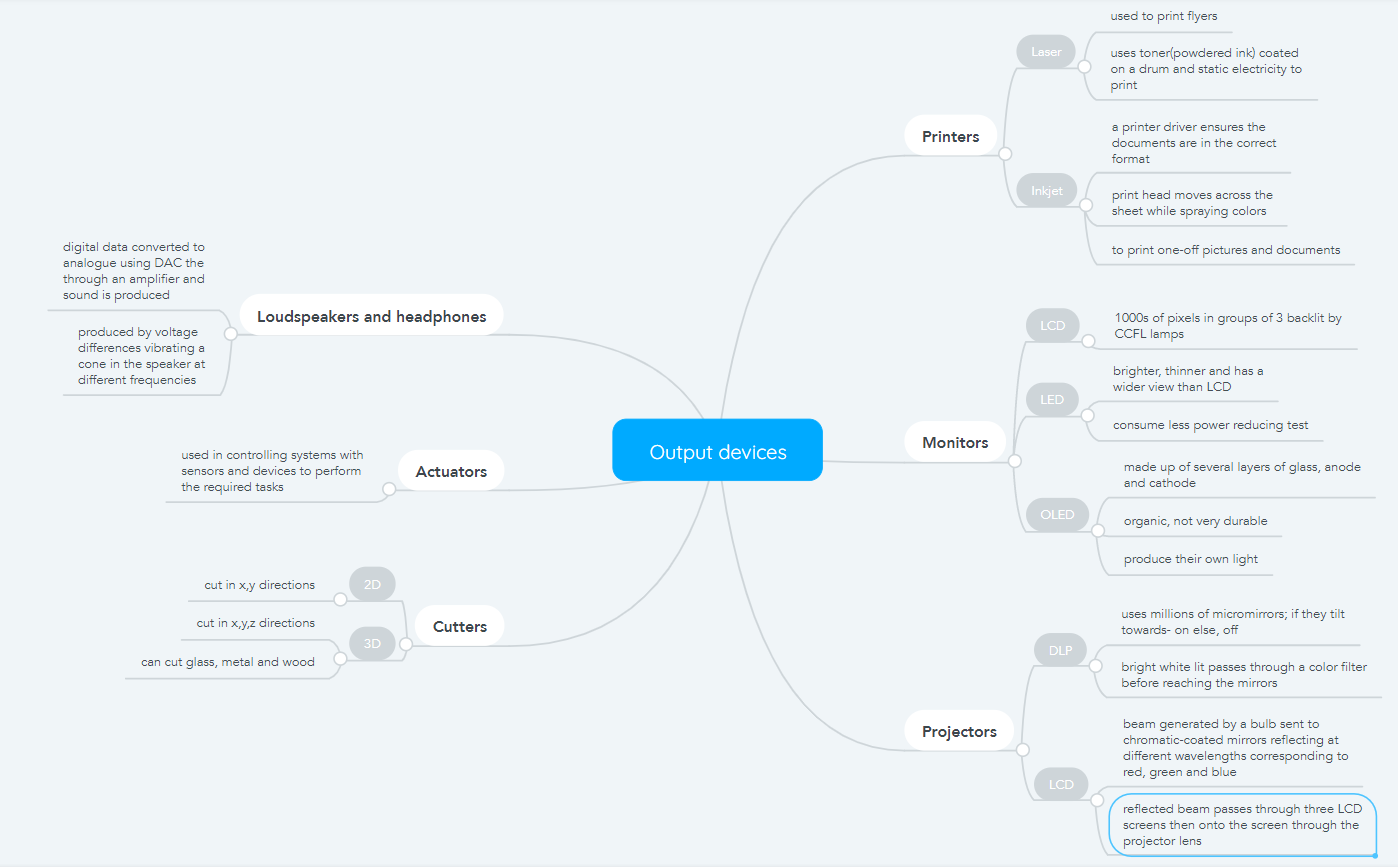 Output devices
Printers
Laser
used to print flyers
uses toner(powdered ink) coated
on a drum and static electricity to
print
Inkjet
a printer driver ensures the
documents are in the correct
format
print head moves across the
sheet while spraying colors
to print one-off pictures and documents
Monitors
LCD
1000s of pixels in groups of 3 backlit by
CCFL lamps
LED
brighter, thinner and has a
wider view than LCD
consume less power reducing test
OLED
made up of several layers of glass, anode
and cathode
organic, not very durable
produce their own light
Projectors
DLP
uses millions of micromirrors; if they tilt
towards- on else, off
bright white lit passes through a color filter
before reaching the mirrors
LCD
beam generated by a bulb sent to
chromatic-coated mirrors reflecting at
different wavelengths corresponding to
red, green and blue
reflected beam passes through three LCD
screens then onto the screen through the
projector lens
Loudspeakers and headphones
digital data converted to
analogue using DAC the
through an amplifier and
sound is produced
produced by voltage
differences vibrating a
cone in the speaker at
different frequencies
Actuators
used in controlling systems with
sensors and devices to perform
the required tasks
Cutters
2D
cut in x,y directions
3D
cut in x,y,z directions
can cut glass, metal and wood